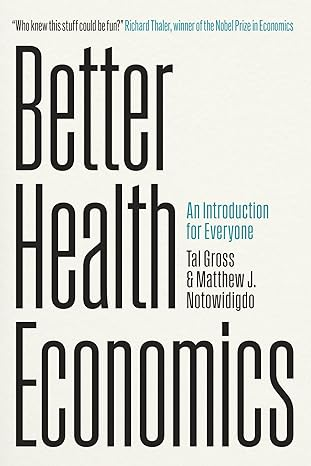 “Who knew this stuff could be fun?” Richard Thaler, winner of the Nobel Prize in Economics
Better
Health
Economics
An Introduction
for Everyone
Tal Gross
& Matthew J.
Notowidigdo